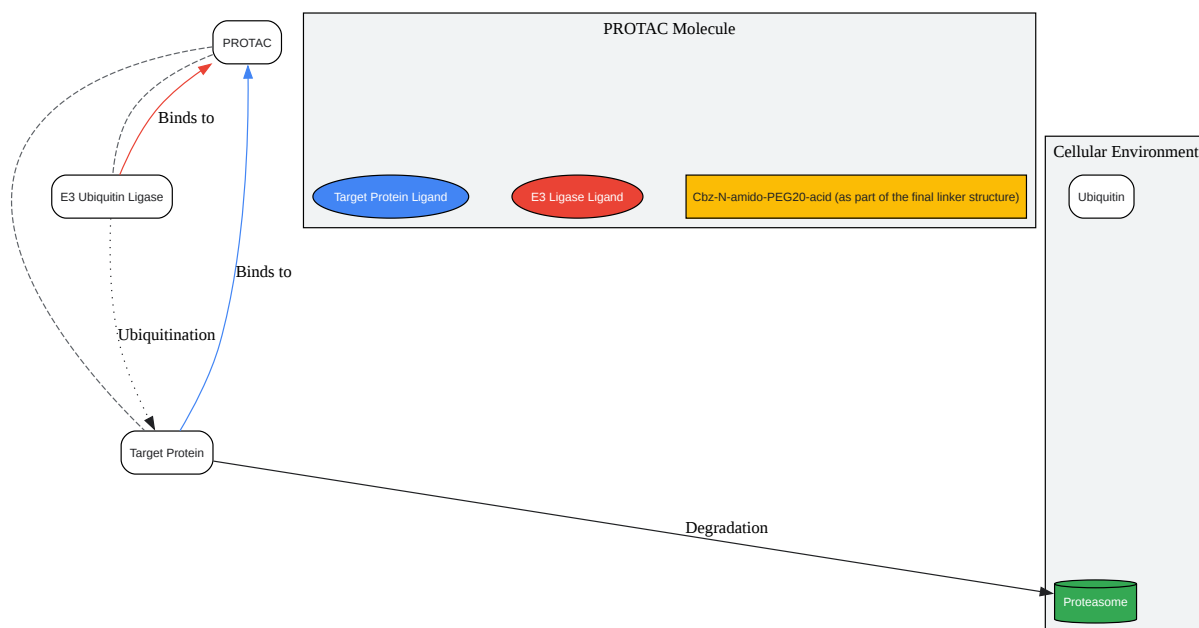 PROTAC Molecule
PROTAC
Binds to
Cellular Environment
E3 Ubiquitin Ligase
Target Protein Ligand
E3 Ligase Ligand
Cbz-N-amido-PEG20-acid (as part of the final linker structure)
Ubiquitin
Binds to
Ubiquitination
Target Protein
Degradation
Proteasome